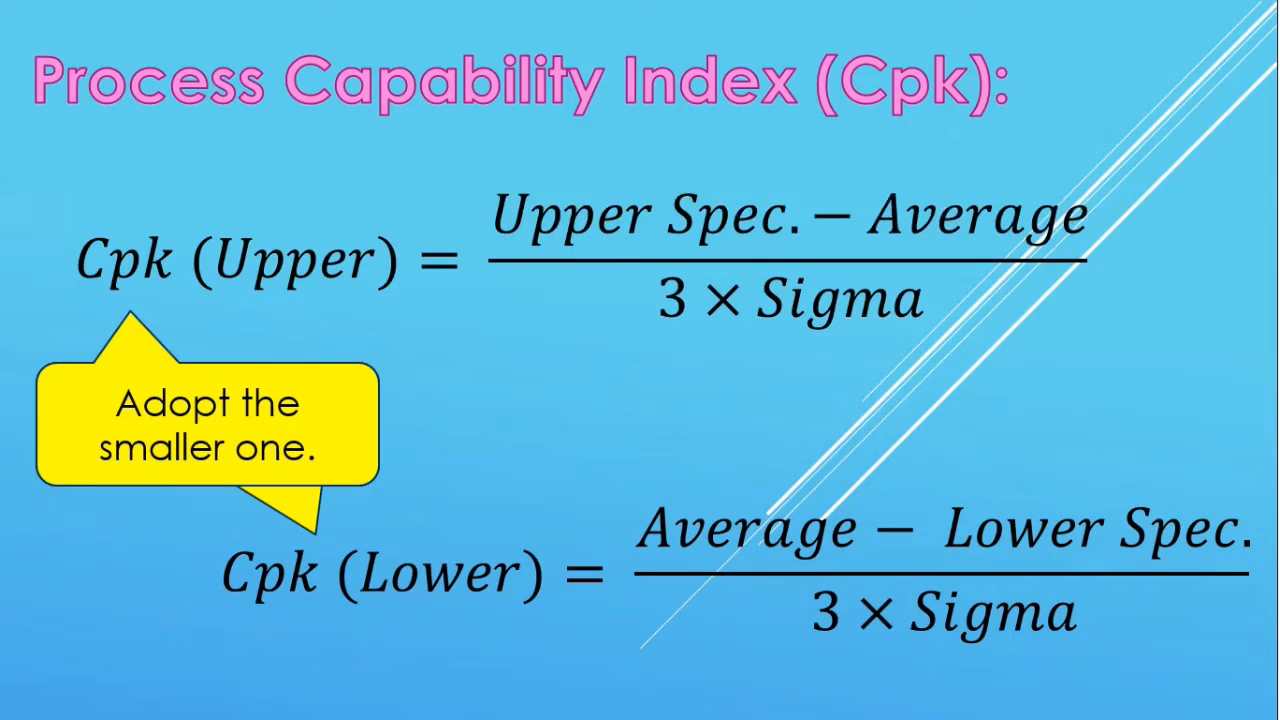 Process Capability Index (Cpk):
Cpk (Upper) = Upper Spec. − Average / 3 × Sigma
Adopt the
smaller one.
Cpk (Lower) = Average − Lower Spec. / 3 × Sigma